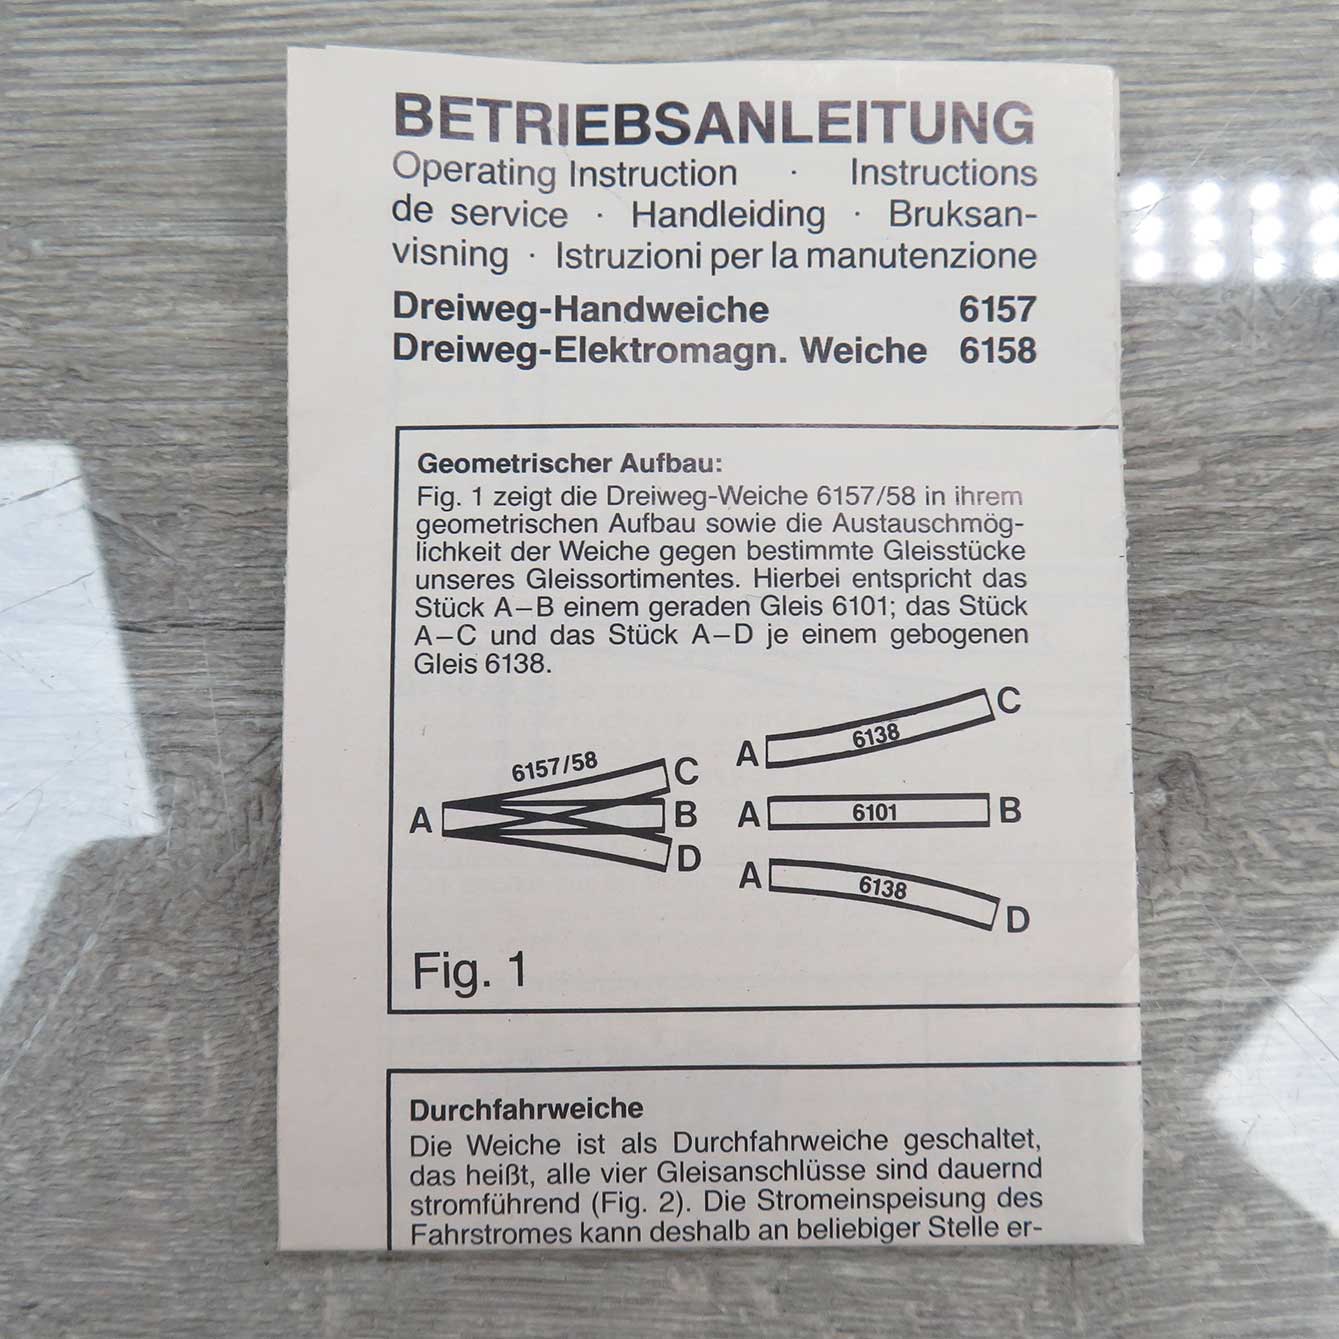 BETRIEBSANLEITUNG
Operating Instruction · Instructions
de service · Handleiding · Bruksan-
visning · Istruzioni per la manutenzione
Dreiweg-Handweiche 6157
Dreiweg-Elektromagn. Weiche 6158
Geometrischer Aufbau:
Fig. 1 zeigt die Dreiweg-Weiche 6157/58 in ihrem
geometrischen Aufbau sowie die Austauschmög-
lichkeit der Weiche gegen bestimmte Gleisstücke
unseres Gleissortimentes. Hierbei entspricht das
Stück A–B einem geraden Gleis 6101; das Stück
A–C und das Stück A–D je einem gebogenen
Gleis 6138.
6157/58
A
C
B
D
A 6138 C
A 6101 B
A 6138 D
Fig. 1
Durchfahrweiche
Die Weiche ist als Durchfahrweiche geschaltet,
das heißt, alle vier Gleisanschlüsse sind dauernd
stromführend (Fig. 2). Die Stromeinspeisung des
Fahrstromes kann deshalb an beliebiger Stelle er-